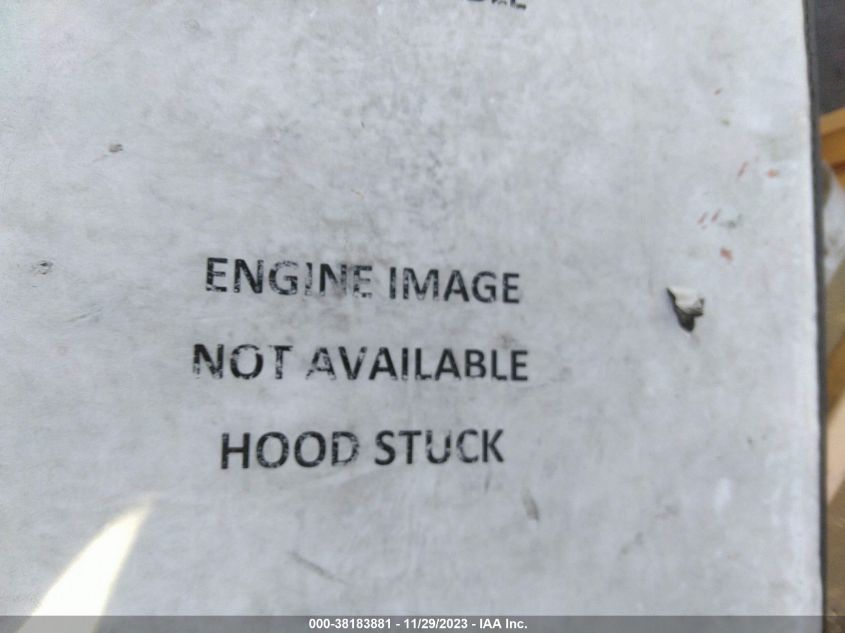 ENGINE IMAGE
NOT AVAILABLE
HOOD STUCK
000-38183881 - 11/29/2023 - IAA Inc.